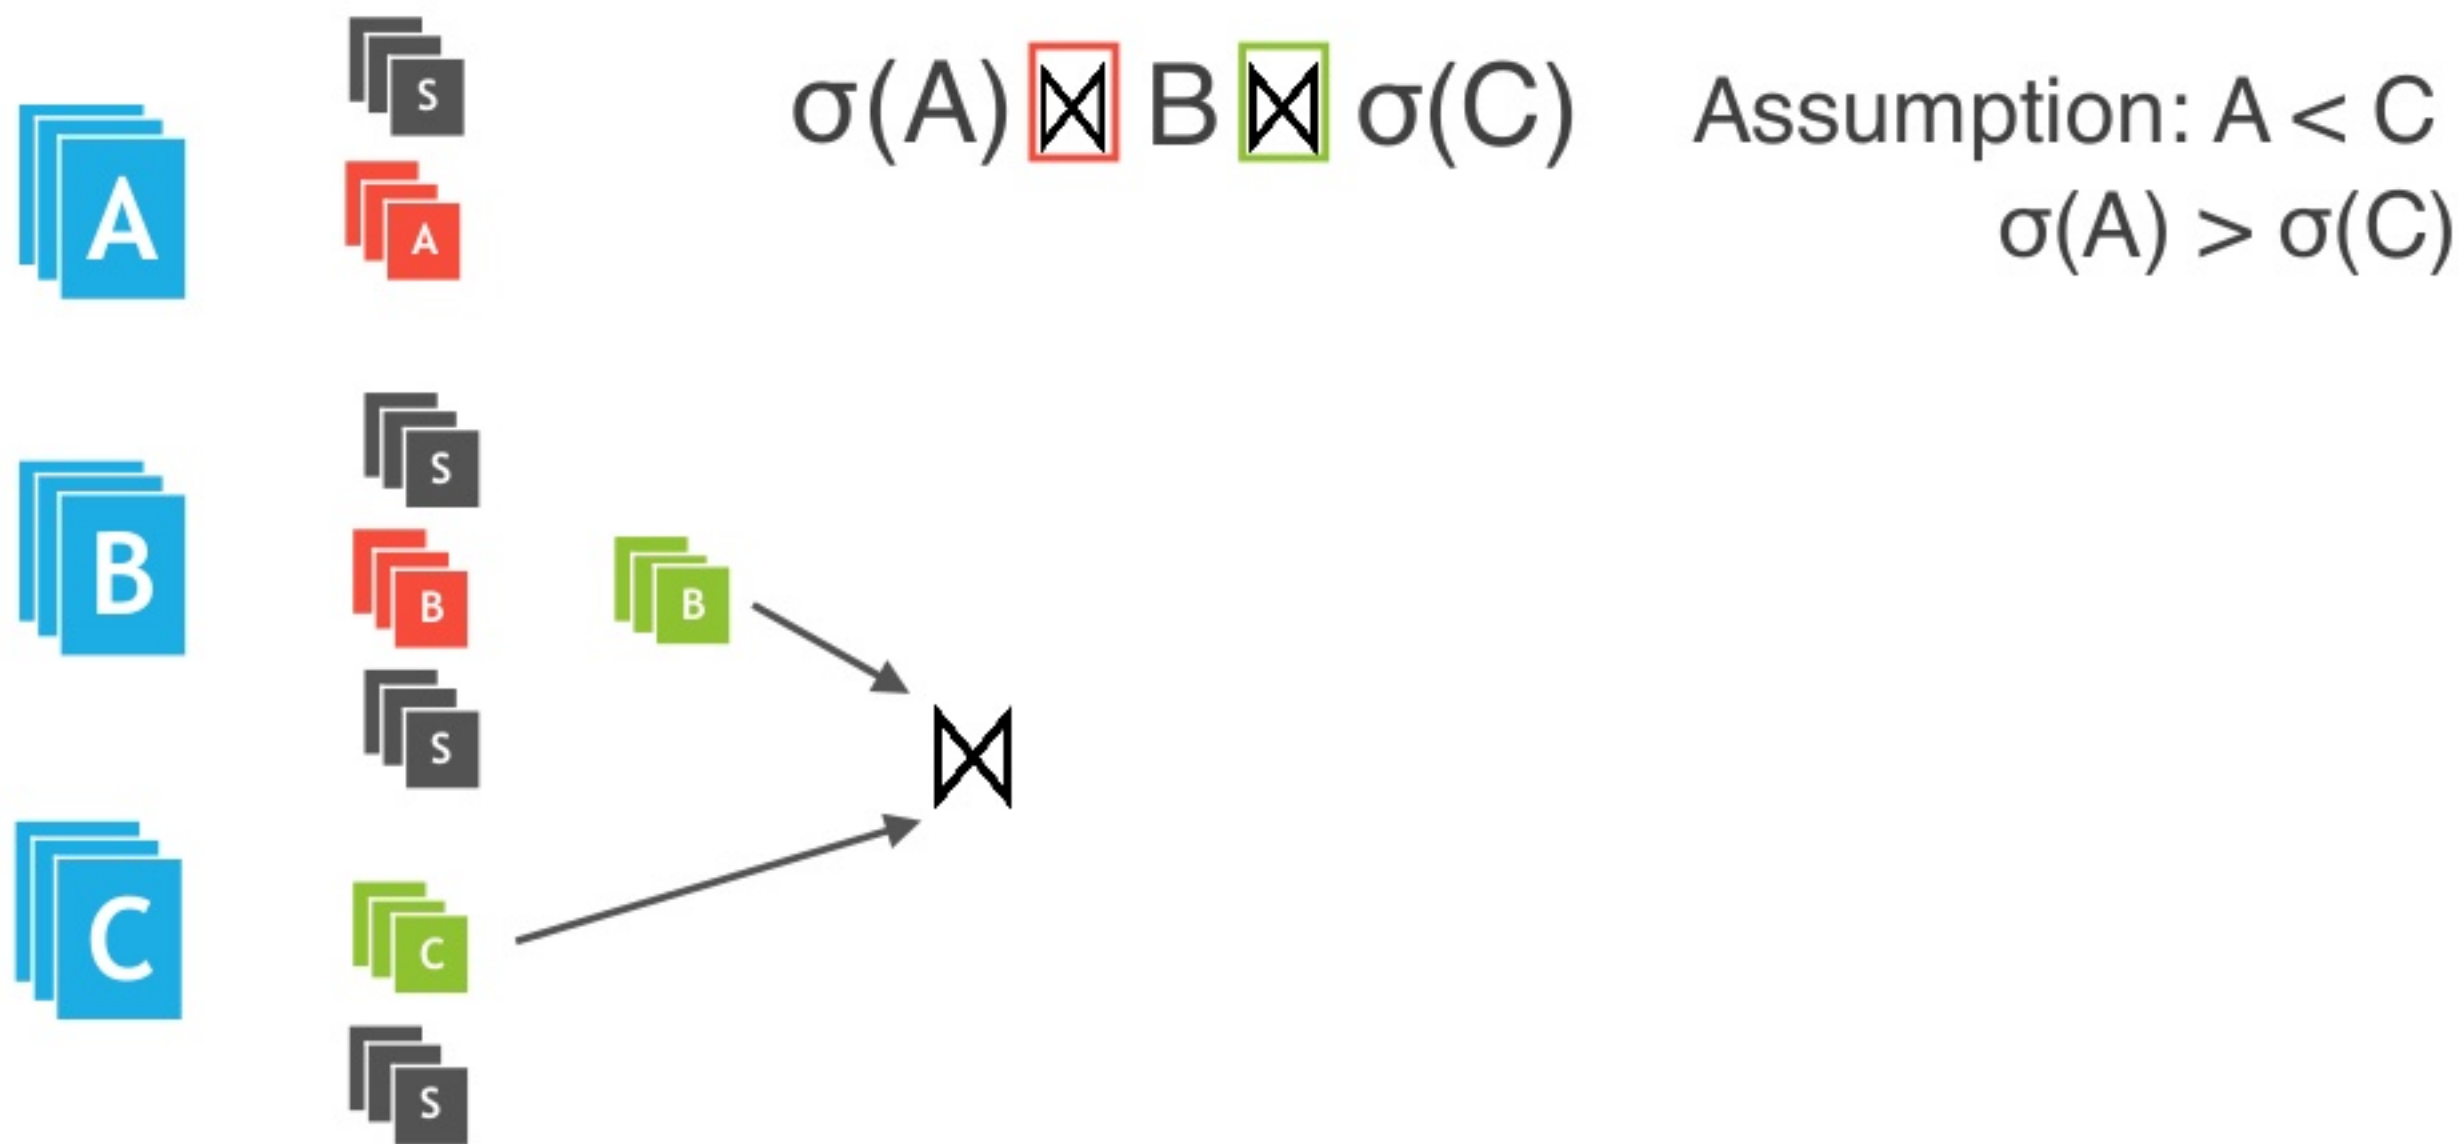 S
σ(A) ⋈ B ⋈ σ(C)
Assumption: A < C
A
A
σ(A) > σ(C)
S
B
B
B
S
⋈
C
C
S